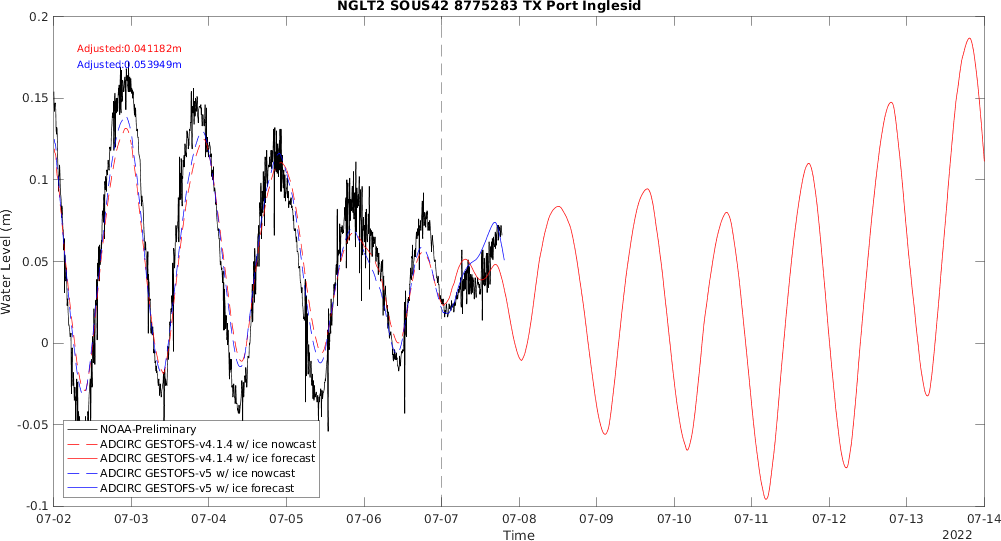 NGLT2 SOUS42 8775283 TX Port Inglesid
Adjusted:0.041182m
Adjusted:0.053949m
Water Level (m)
0.2
0.15
0.1
0.05
0
-0.05
-0.1
NOAA-Preliminary
ADCIRC GESTOFS-v4.1.4 w/ ice nowcast
ADCIRC GESTOFS-v4.1.4 w/ ice forecast
ADCIRC GESTOFS-v5 w/ ice nowcast
ADCIRC GESTOFS-v5 w/ ice forecast
07-02 07-03 07-04 07-05 07-06 07-07 07-08 07-09 07-10 07-11 07-12 07-13 07-14
Time
2022